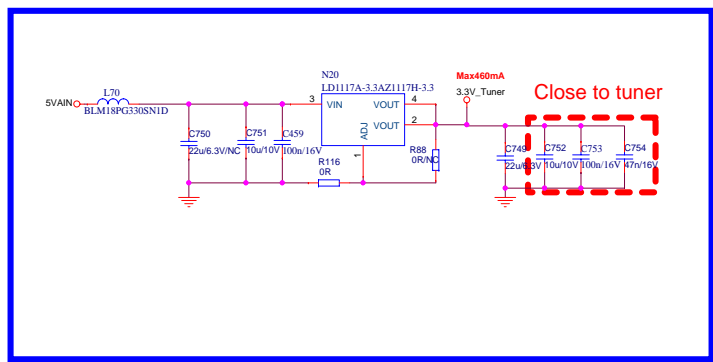 L70
5VAIN
BLM18PG330SN1D
C750
22u/6.3V/NC
C751
10u/10V
C459
100n/16V
N20
LD1117A-3.3AZ1117H-3.3
3
VIN
VOUT
4
VOUT
2
ADJ
1
R116
0R
R88
0R/NC
Max460mA
3.3V_Tuner
Close to tuner
C749
22u/6.3V
C752
10u/10V
C753
100n/16V
C754
47n/16V